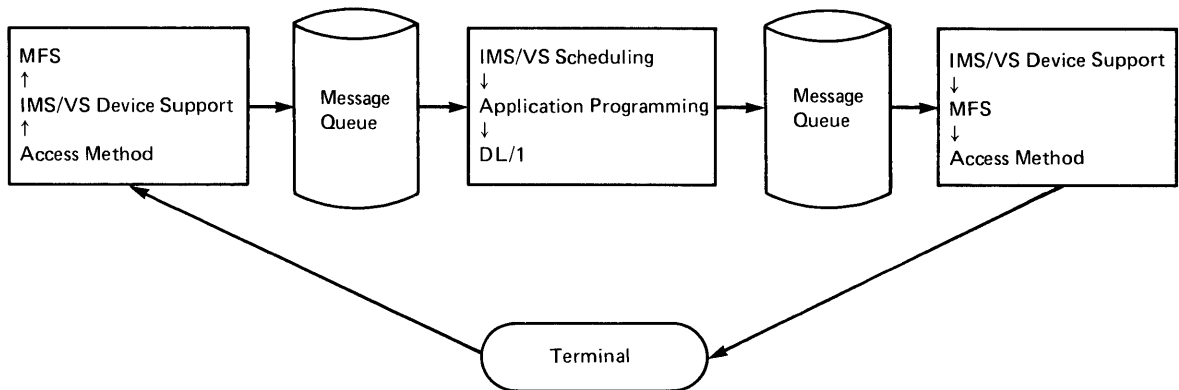 MFS
↑
IMS/VS Device Support
↑
Access Method
Message
Queue
IMS/VS Scheduling
↓
Application Programming
↓
DL/1
Message
Queue
IMS/VS Device Support
↓
MFS
↓
Access Method
Terminal